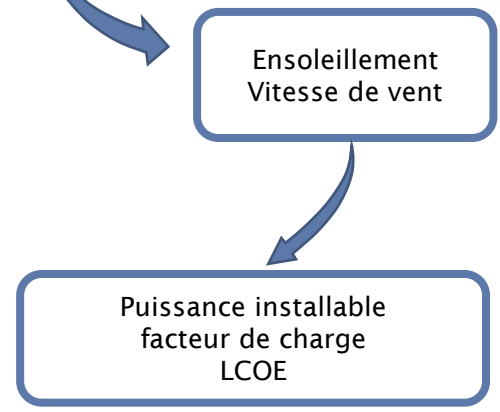 Ensoleillement
Vitesse de vent
Puissance installable
facteur de charge
LCOE